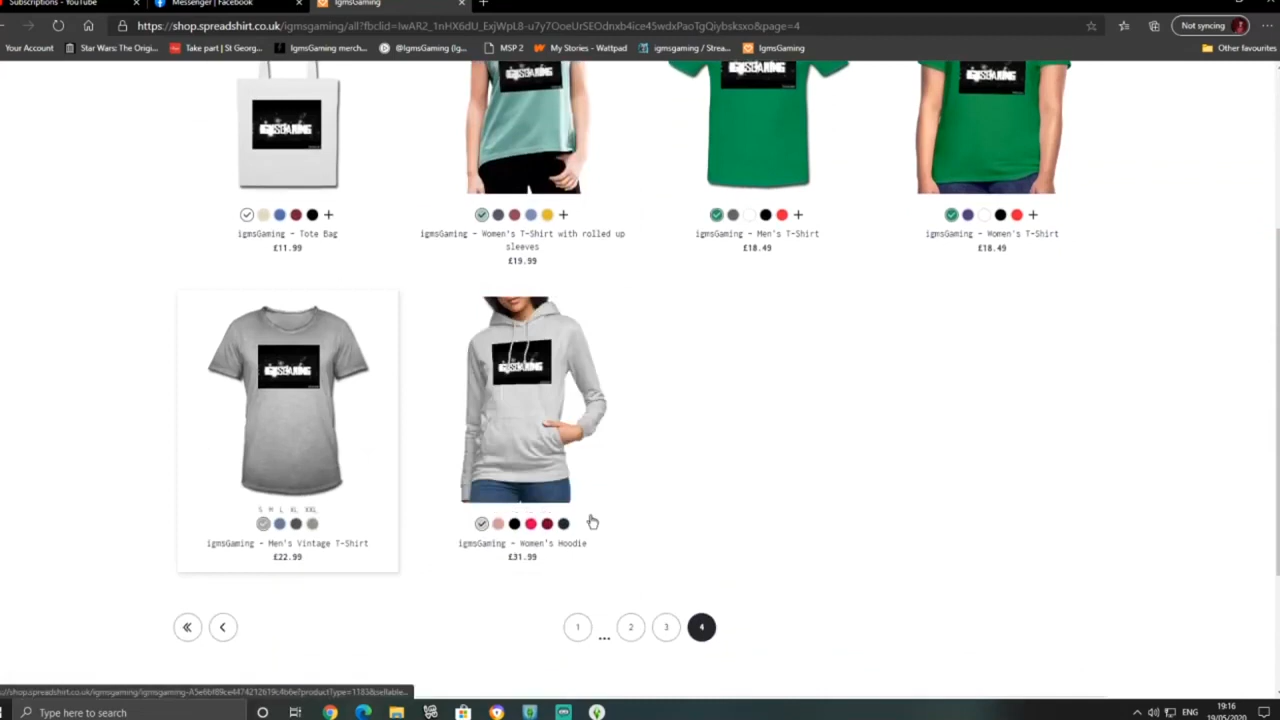 Subscriptions - YouTube
Messenger | Facebook
IgmsGaming
https://shop.spreadshirt.co.uk/igmsgaming/all?fbclid=IwAR2_1nHX6dU_ExjWpL8-u7y7OoeUrSEOdnxb4ice45wdxPaoTgQiybsksxo&page=4
Not syncing
Your Account
Star Wars: The Origi...
Take part | St Georg...
IgmsGaming merch...
@IgmsGaming (Ig...
MSP 2
My Stories - Wattpad
igmsgaming / Strea...
IgmsGaming
Other favourites
igmsGaming - Tote Bag
£11.99
igmsGaming - Women's T-Shirt with rolled up
sleeves
£19.99
igmsGaming - Men's T-Shirt
£18.49
igmsGaming - Women's T-Shirt
£18.49
S M L XL XXL
igmsGaming - Men's Vintage T-Shirt
£22.99
igmsGaming - Women's Hoodie
£31.99
1 ... 2 3 4
Type here to search
ENG
19:16
19/05/2020